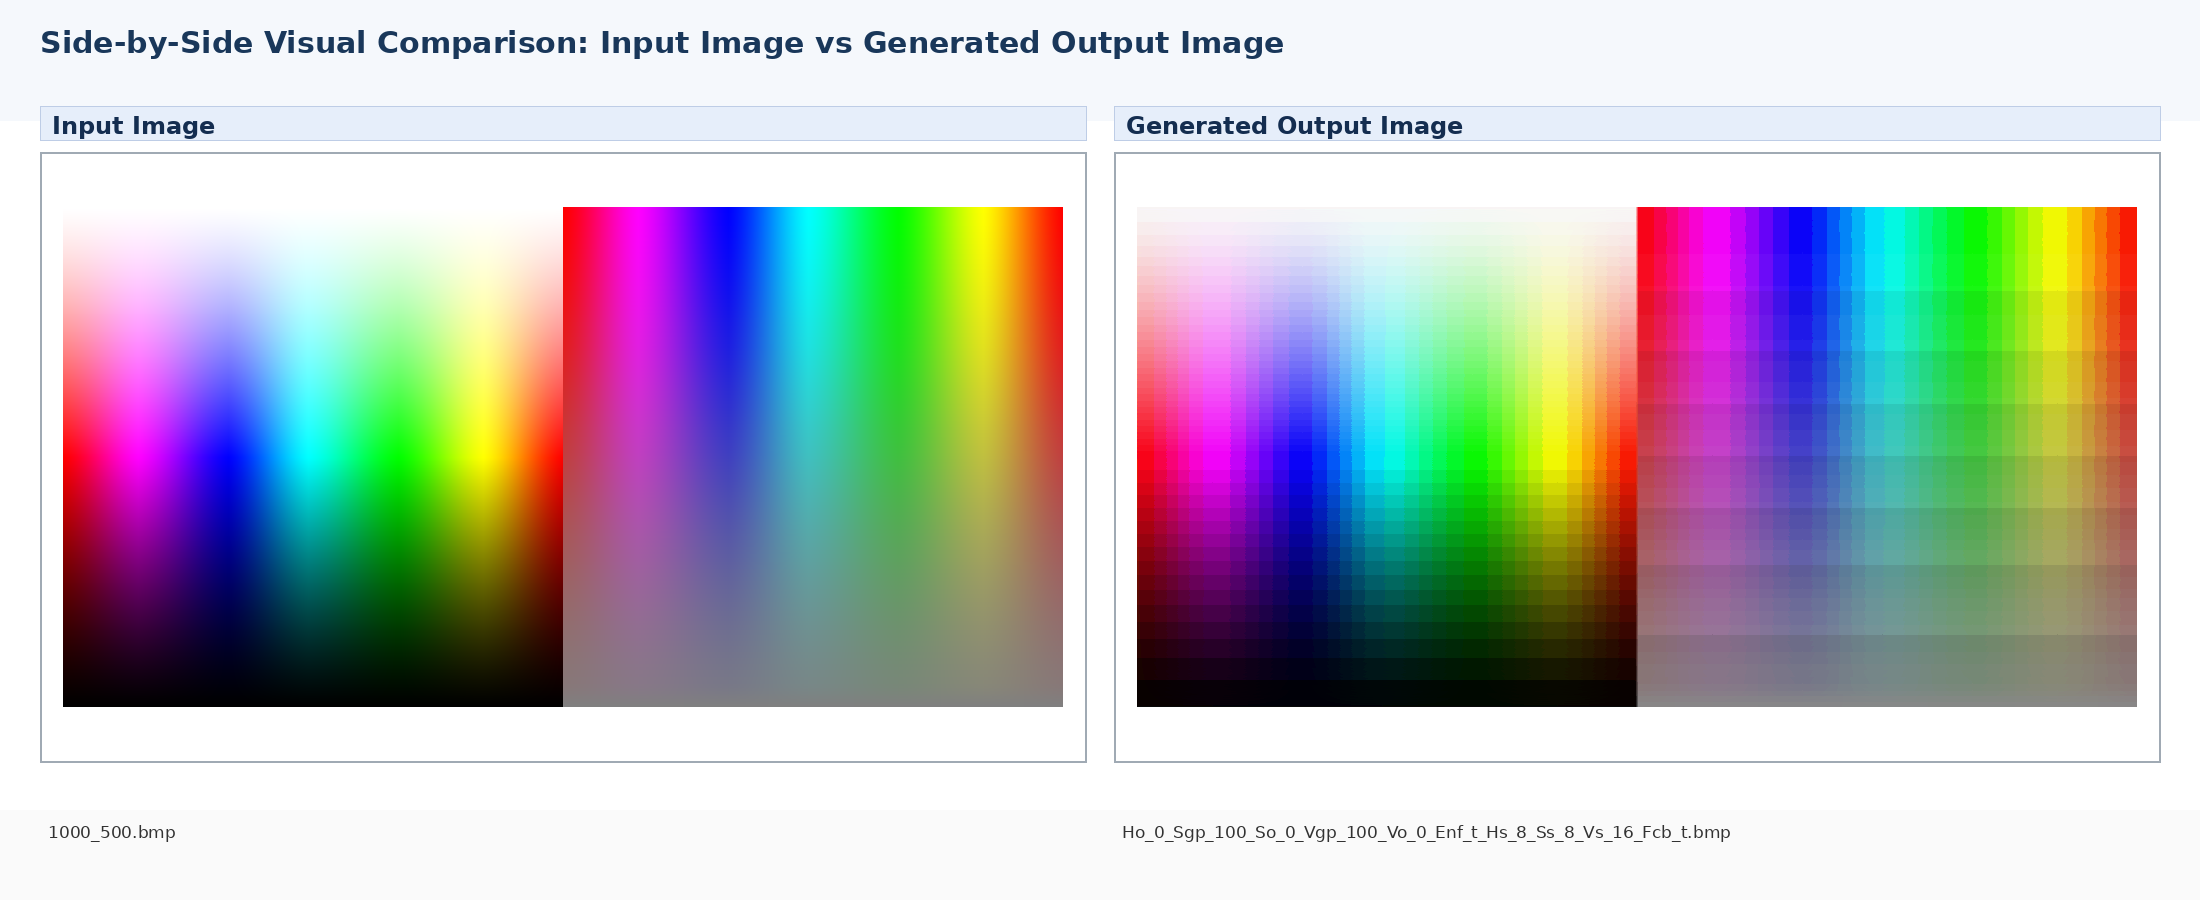 Side-by-Side Visual Comparison: Input Image vs Generated Output Image
Input Image
Generated Output Image
1000_500.bmp
Ho_0_Sgp_100_So_0_Vgp_100_Vo_0_Enf_t_Hs_8_Ss_8_Vs_16_Fcb_t.bmp